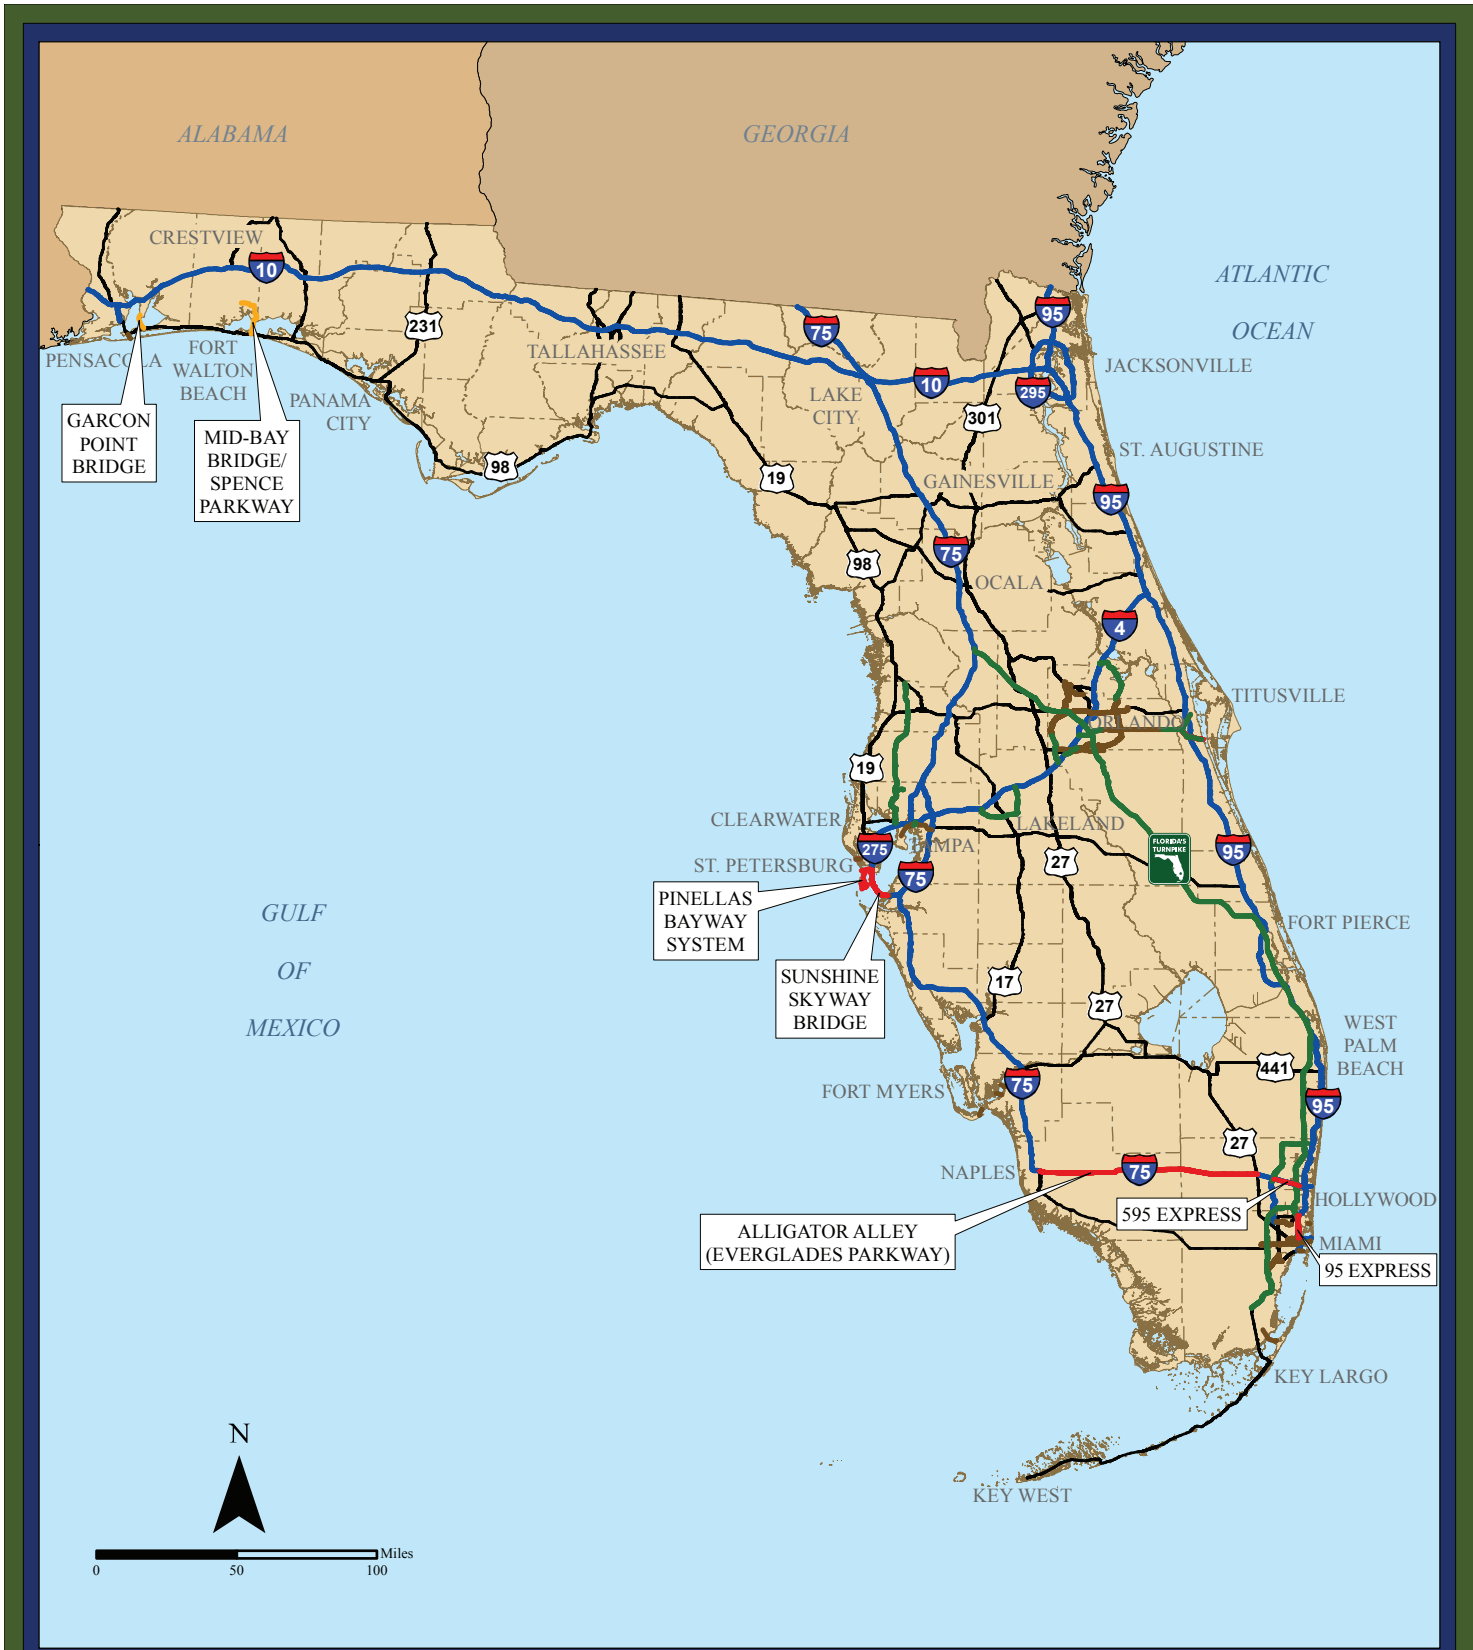 ALABAMA
GEORGIA
CRESTVIEW
10
ATLANTIC
OCEAN
95
75
231
PENSACOLA
FORT
WALTON
BEACH
TALLAHASSEE
JACKSONVILLE
10
295
LAKE
CITY
PANAMA
CITY
301
GARCON
POINT
BRIDGE
MID-BAY
BRIDGE/
SPENCE
PARKWAY
98
19
ST. AUGUSTINE
GAINESVILLE
95
75
98
OCALA
4
TITUSVILLE
ORLANDO
19
CLEARWATER
LAKELAND
275
TAMPA
FLORIDA'S
TURNPIKE
95
27
ST. PETERSBURG
75
PINELLAS
BAYWAY
SYSTEM
GULF
OF
MEXICO
FORT PIERCE
SUNSHINE
SKYWAY
BRIDGE
17
27
WEST
PALM
BEACH
441
75
FORT MYERS
95
27
NAPLES
75
HOLLYWOOD
595 EXPRESS
ALLIGATOR ALLEY
(EVERGLADES PARKWAY)
MIAMI
95 EXPRESS
KEY LARGO
KEY WEST
N
Miles
0
50
100